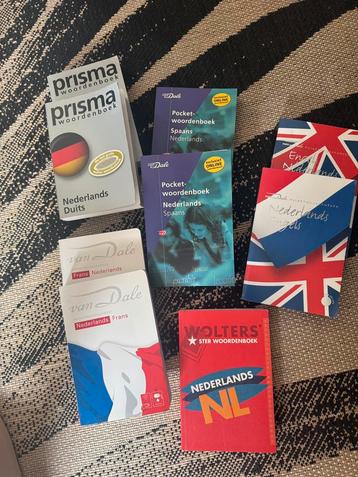 prisma
woordenboek
prisma
woordenboek
Nederlands
Duits
van Dale
Pocket-
woordenboek
Spaans
Nederlands
van Dale
Pocket-
woordenboek
Nederlands
Spaans
Nederlands
van Dale
Frans Nederlands
van Dale
Nederlands Frans
WOLTERS'
STER WOORDENBOEK
NEDERLANDS
NL